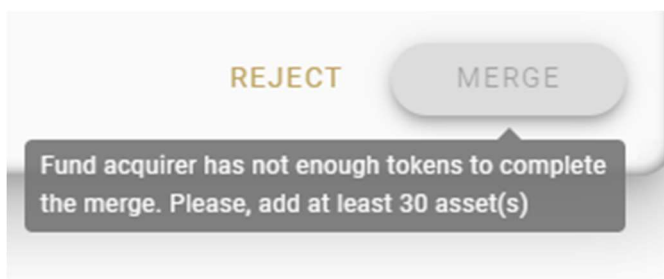 REJECT MERGE
Fund acquirer has not enough tokens to complete
the merge. Please, add at least 30 asset(s)